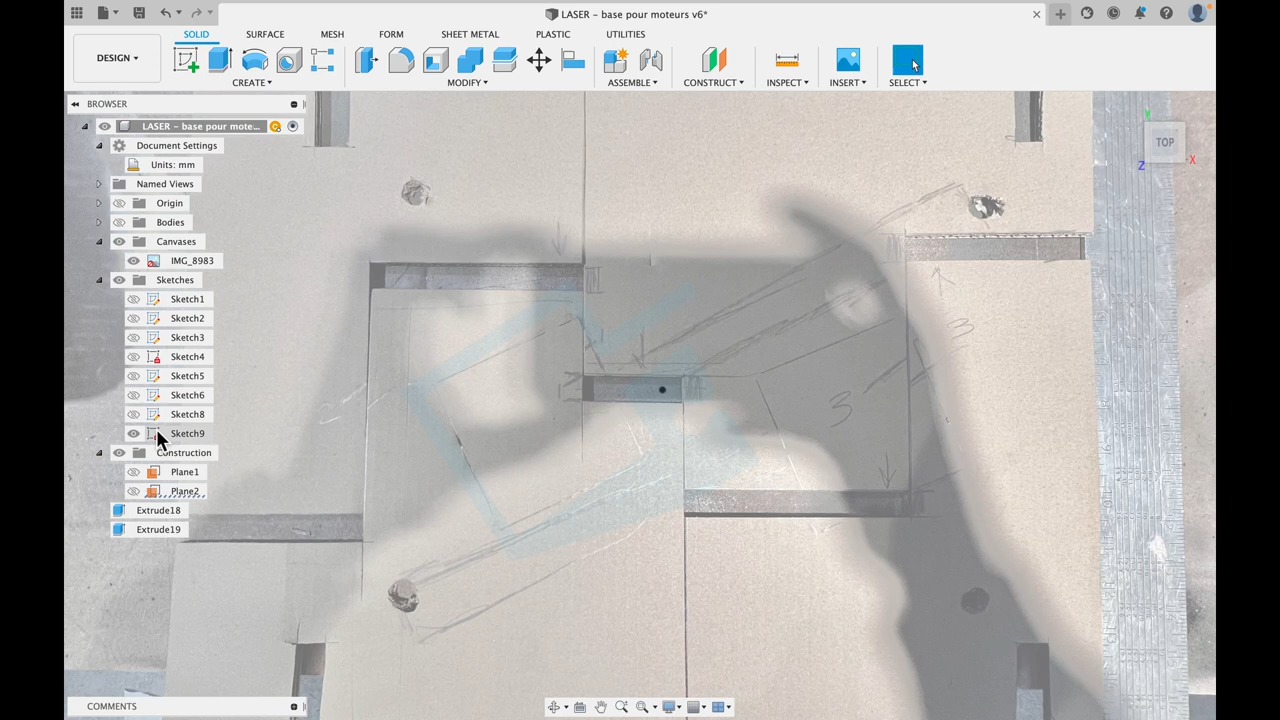 LASER – base pour moteurs v6*
SOLID SURFACE MESH FORM SHEET METAL PLASTIC UTILITIES
DESIGN
CREATE MODIFY ASSEMBLE CONSTRUCT INSPECT INSERT SELECT
BROWSER
LASER – base pour mote...
Document Settings
Units: mm
Named Views
Origin
Bodies
Canvases
IMG_8983
Sketches
Sketch1
Sketch2
Sketch3
Sketch4
Sketch5
Sketch6
Sketch8
Sketch9
Construction
Plane1
Plane2
Extrude18
Extrude19
COMMENTS
TOP
Y
X
Z
3
3